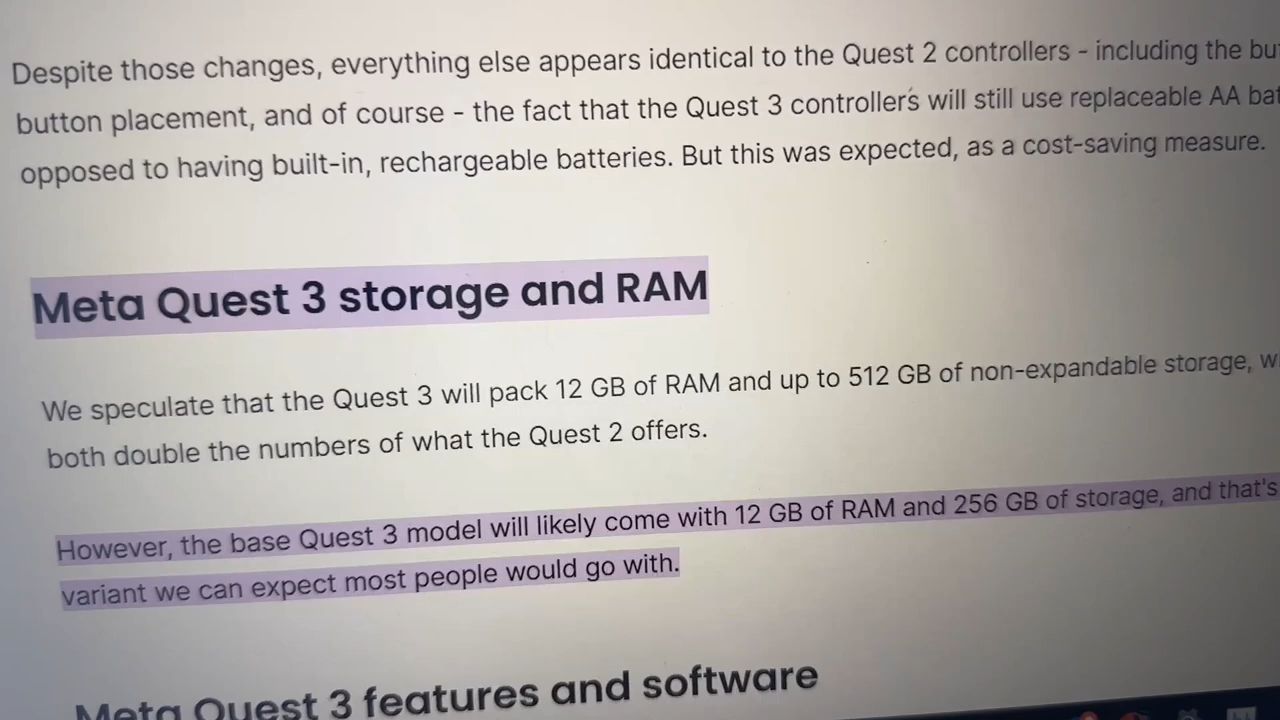 Despite those changes, everything else appears identical to the Quest 2 controllers - including the
button placement, and of course - the fact that the Quest 3 controllers will still use replaceable AA
opposed to having built-in, rechargeable batteries. But this was expected, as a cost-saving measure.
Meta Quest 3 storage and RAM
We speculate that the Quest 3 will pack 12 GB of RAM and up to 512 GB of non-expandable storage,
both double the numbers of what the Quest 2 offers.
However, the base Quest 3 model will likely come with 12 GB of RAM and 256 GB of storage, and that's
variant we can expect most people would go with.
Meta Quest 3 features and software